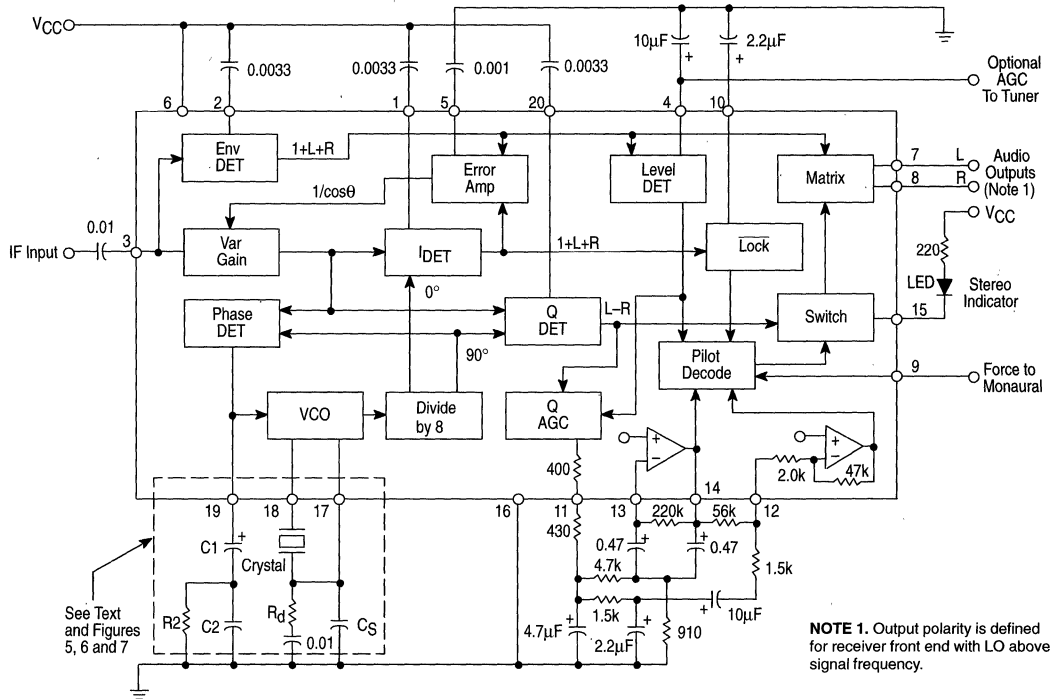 VCC
10µF
+
2.2µF
+
0.0033
0.0033
0.001
0.0033
Optional
AGC
To Tuner
6
2
1
5
20
4
10
Env
DET
1+L+R
Error
Amp
Level
DET
Matrix
7
L
8
R
Audio
Outputs
(Note 1)
1/cosθ
VCC
0.01
IF Input
3
Var
Gain
IDET
1+L+R
Lock
220
LED
Stereo
Indicator
0°
Phase
DET
Q
DET
L–R
Switch
15
90°
Pilot
Decode
9
Force to
Monaural
VCO
Divide
by 8
Q
AGC
+
–
+
–
400
2.0k
47k
19
18
17
16
11
13
14
12
430
220k
56k
C1
+
Crystal
0.47
+
+
0.47
4.7k
1.5k
See Text
and Figures
5, 6 and 7
R2
C2
Rd
0.01
CS
1.5k
+
10µF
4.7µF
+
2.2µF
+
910
NOTE 1. Output polarity is defined
for receiver front end with LO above
signal frequency.